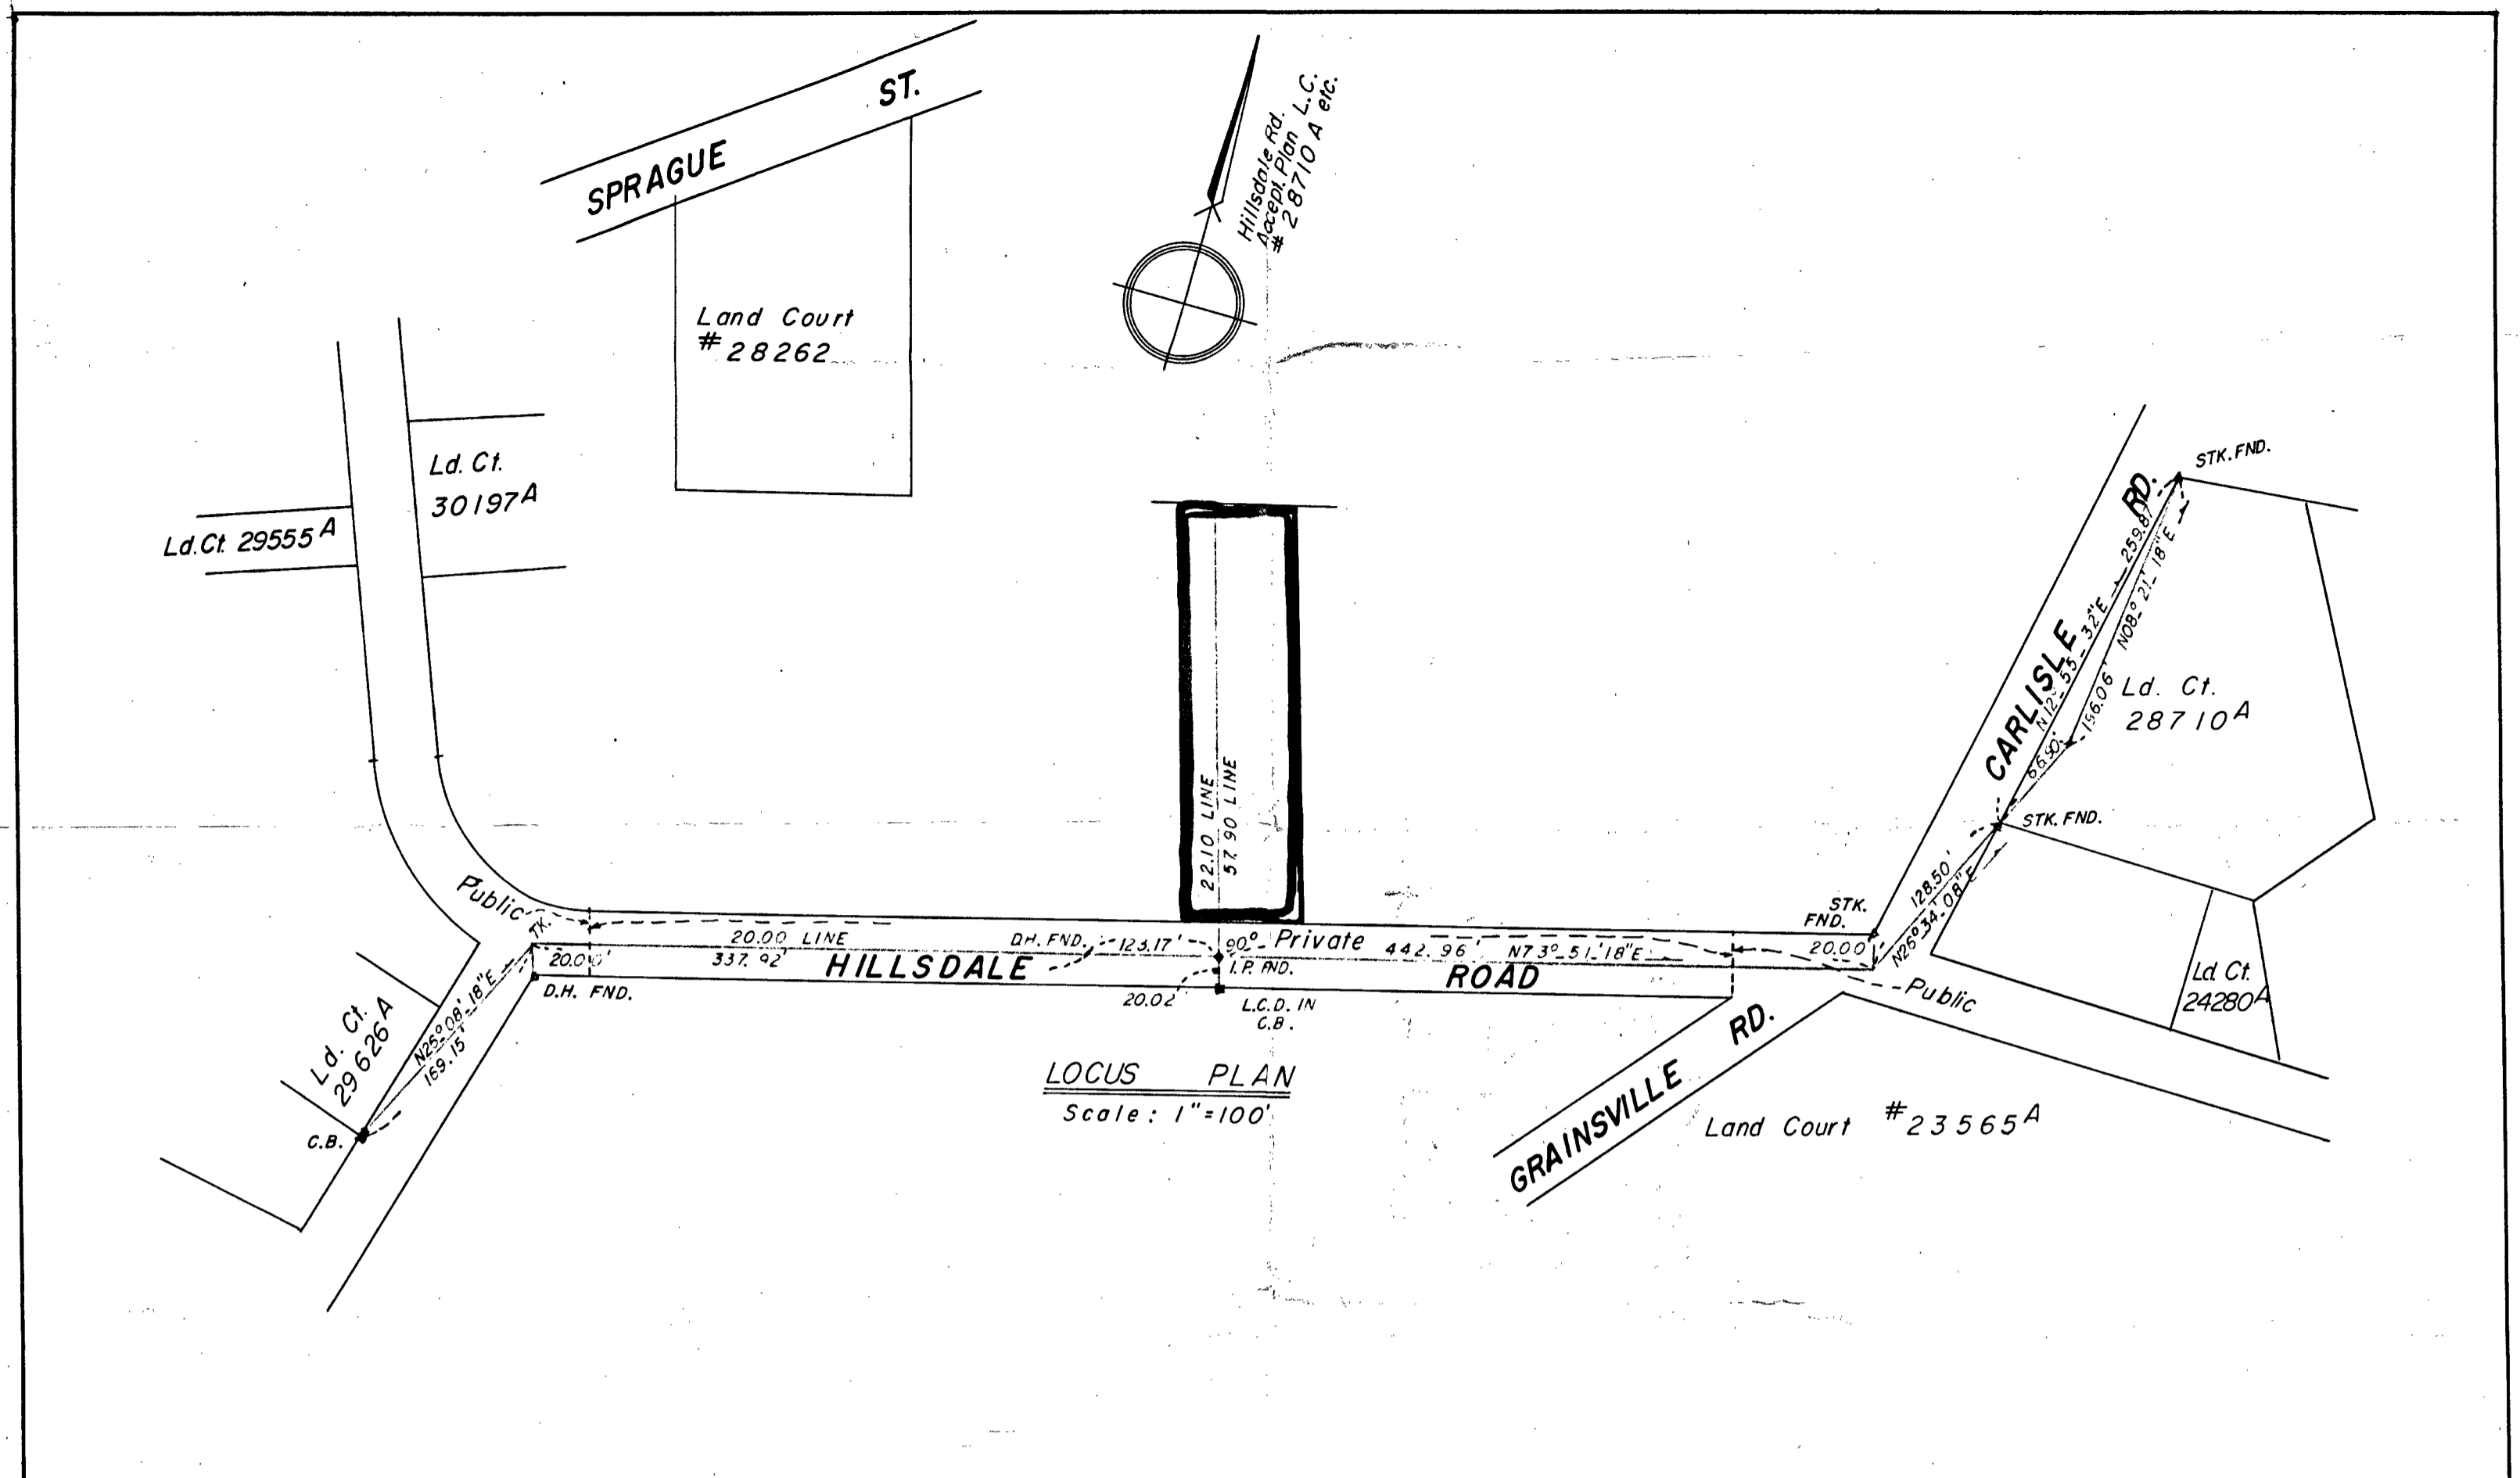 SPRAGUE ST.
Hillsdale Rd.
Accept. Plan L.C.
# 28710 A etc.
Land Court
# 28262
Ld. Ct.
30197A
Ld. Ct. 29555A
STK. FND.
CARLISLE RD.
N12°-55'-32"E
259.87
N08°-21'-18"E
196.06'
66.90'
Ld. Ct.
28710A
STK. FND.
22.10 LINE
57.90 LINE
128.50'
N26°-34'-08"E
STK.
FND.
Public
TK.
20.00 LINE
D.H. FND.
123.17'
90°
Private
442.96'
N73°-51'-18"E
20.00'
20.00'
337.92'
HILLSDALE ROAD
I.P. FND.
D.H. FND.
20.02'
L.C.D. IN
C.B.
Public
Ld. Ct.
24280A
Ld. Ct.
29626A
N25°-08'-18"E
169.15'
C.B.
LOCUS PLAN
Scale: 1"=100'
GRAINSVILLE RD.
Land Court #23565A